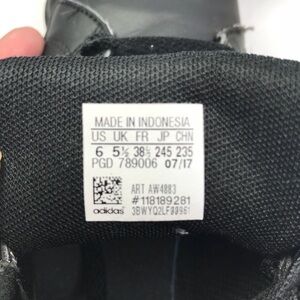 MADE IN INDONESIA
US UK FR JP CHN
6 5½ 38⅔ 245 235
PGD 789006 07/17
ART AW4883
#118189281
adidas 3BWYQ2LF99961